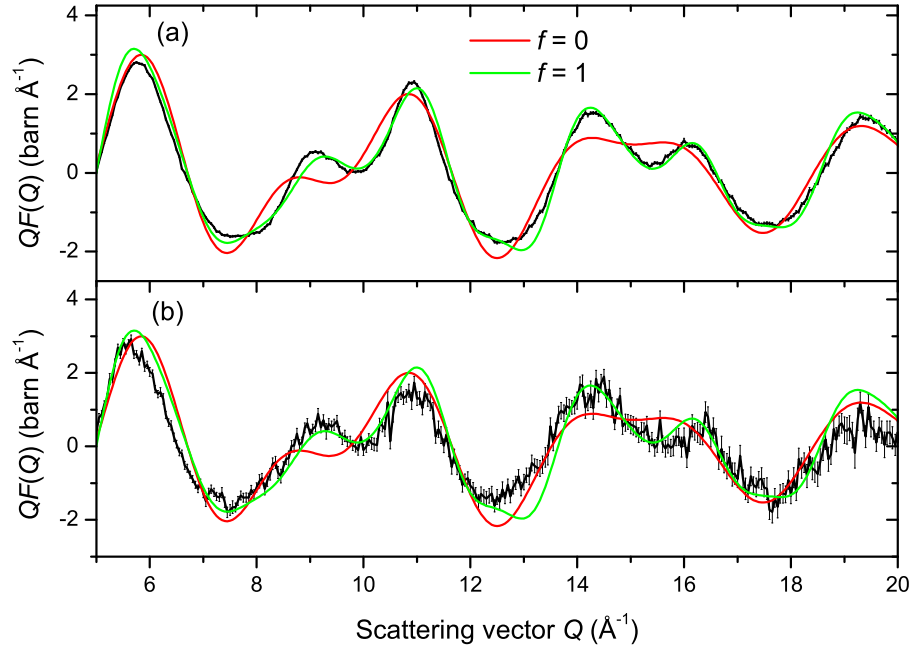 (a)
f = 0
f = 1
4
2
0
-2
QF(Q) (barn Å⁻¹)
(b)
4
2
0
-2
QF(Q) (barn Å⁻¹)
6 8 10 12 14 16 18 20
Scattering vector Q (Å⁻¹)